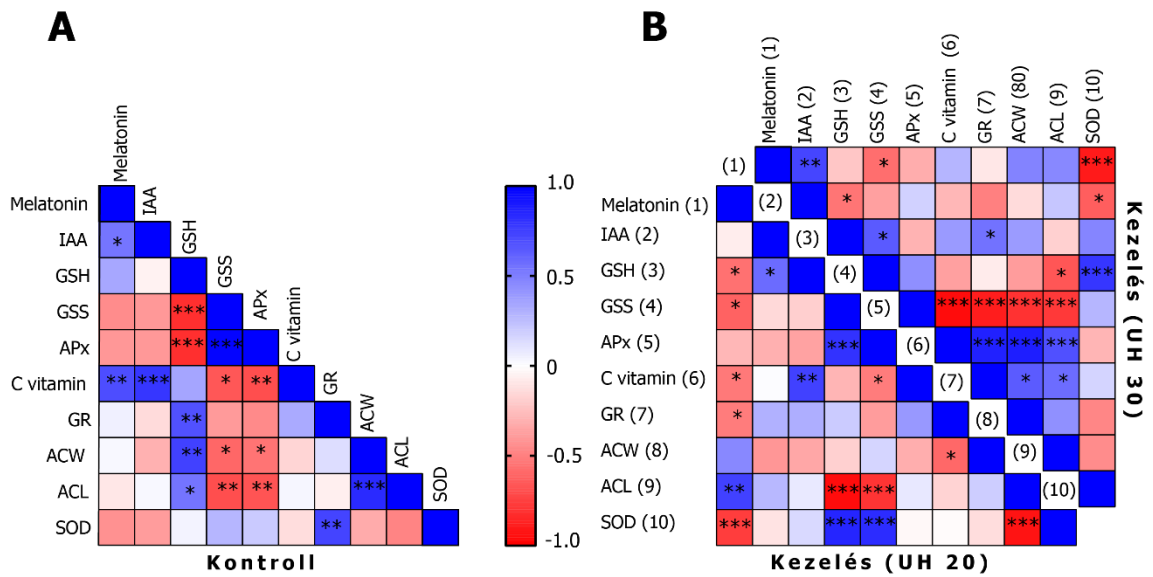 A
Melatonin
IAA
GSH
GSS
APx
C vitamin
GR
ACW
ACL
SOD
Melatonin
IAA *
GSH
GSS ***
APx *** ***
C vitamin ** *** * **
GR **
ACW ** * *
ACL * ** ** ***
SOD **
Kontroll
1.0
0.5
0
-0.5
-1.0
B
Melatonin (1)
IAA (2)
GSH (3)
GSS (4)
APx (5)
C vitamin (6)
GR (7)
ACW (80)
ACL (9)
SOD (10)
(1) ** * ***
Melatonin (1) (2) * *
IAA (2) (3) * *
GSH (3) * * (4) * ***
GSS (4) * (5) *** *** *** ***
APx (5) *** (6) *** *** ***
C vitamin (6) * ** * (7) * *
GR (7) * (8)
ACW (8) * (9)
ACL (9) ** *** *** (10)
SOD (10) *** *** *** ***
Kezelés (UH 20)
Kezelés (UH 30)